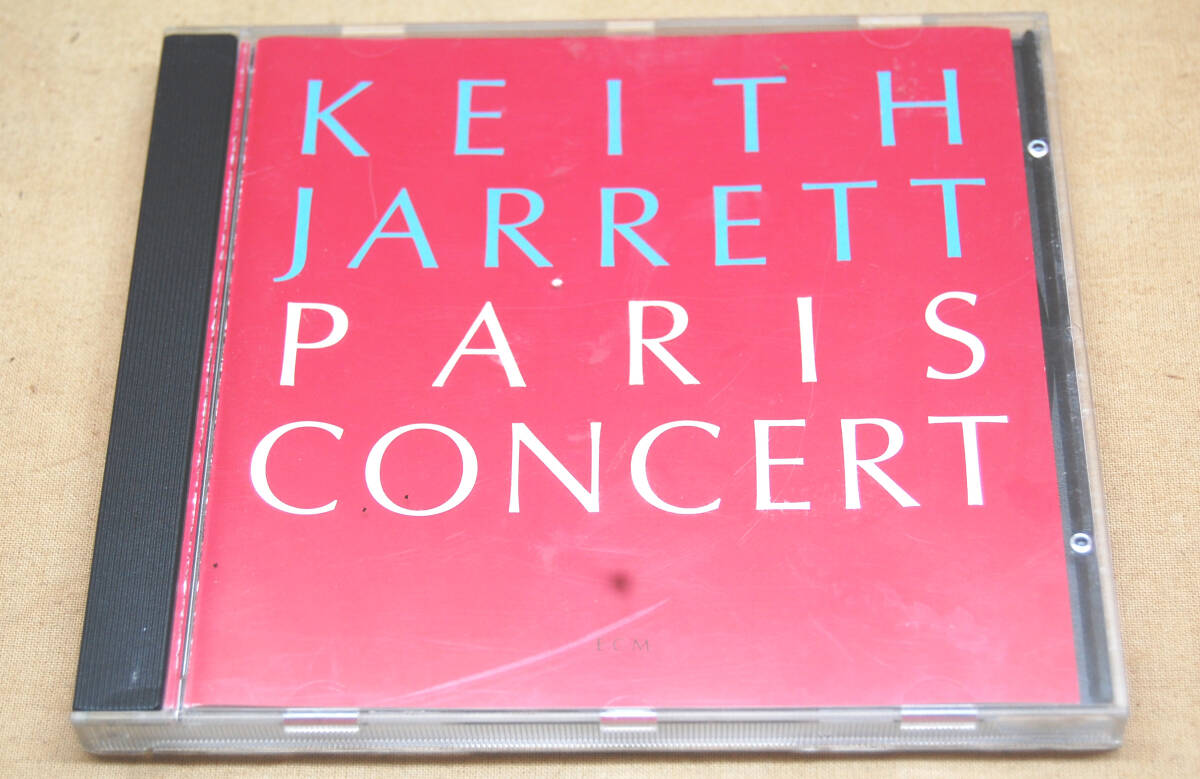 KEITH
JARRETT
PARIS
CONCERT
ECM